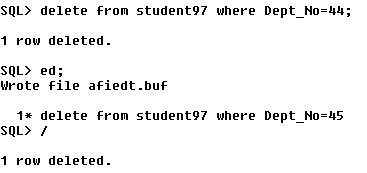 SQL> delete from student97 where Dept_No=44;
1 row deleted.
SQL> ed;
Wrote file afiedt.buf
1* delete from student97 where Dept_No=45
SQL> /
1 row deleted.